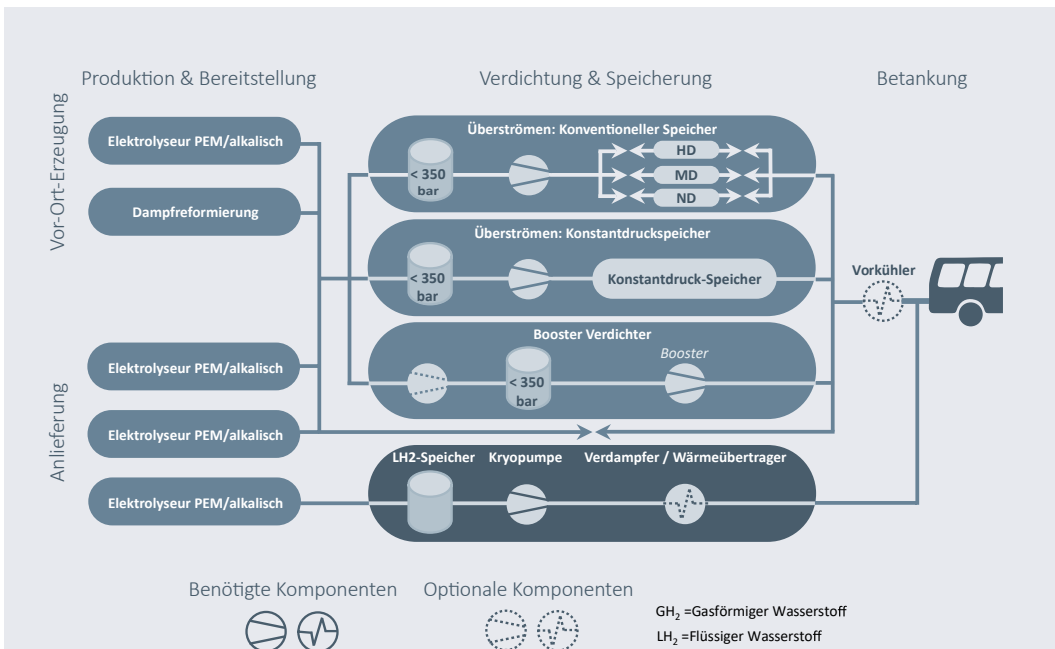 Produktion & Bereitstellung
Verdichtung & Speicherung
Betankung
Vor-Ort-Erzeugung
Elektrolyseur PEM/alkalisch
Dampfreformierung
Überströmen: Konventioneller Speicher
< 350
bar
HD
MD
ND
Überströmen: Konstantdruckspeicher
< 350
bar
Konstantdruck-Speicher
Vorkühler
Booster Verdichter
Booster
< 350
bar
Anlieferung
Elektrolyseur PEM/alkalisch
Elektrolyseur PEM/alkalisch
Elektrolyseur PEM/alkalisch
LH2-Speicher
Kryopumpe
Verdampfer / Wärmeübertrager
Benötigte Komponenten
Optionale Komponenten
GH₂ =Gasförmiger Wasserstoff
LH₂ =Flüssiger Wasserstoff